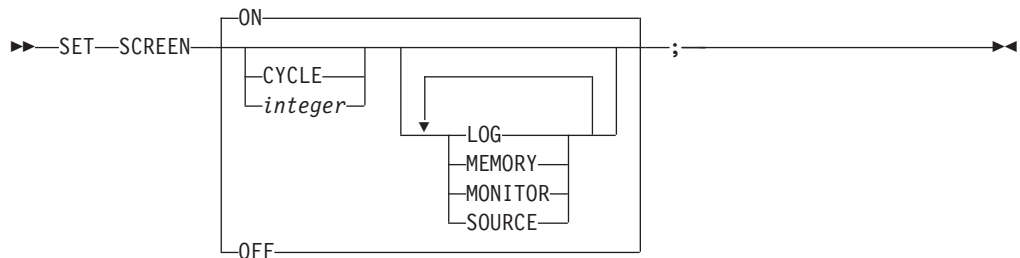 ON
SET SCREEN ;
CYCLE
integer
LOG
MEMORY
MONITOR
SOURCE
OFF